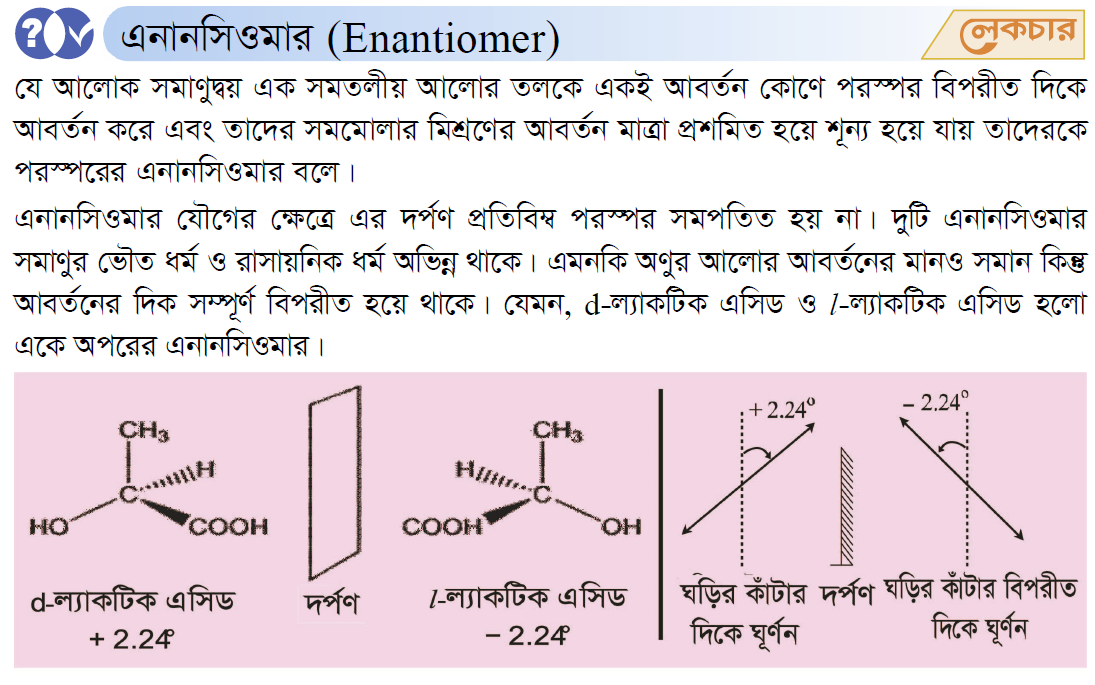 ?
এনানসিওমার (Enantiomer)
লেকচার
যে আলোক সমাণুদ্বয় এক সমতলীয় আলোর তলকে একই আবর্তন কোণে পরস্পর বিপরীত দিকে
আবর্তন করে এবং তাদের সমমোলার মিশ্রণের আবর্তন মাত্রা প্রশমিত হয়ে শূন্য হয়ে যায় তাদেরকে
পরস্পরের এনানসিওমার বলে।
এনানসিওমার যৌগের ক্ষেত্রে এর দর্পণ প্রতিবিম্ব পরস্পর সমপতিত হয় না। দুটি এনানসিওমার
সমাণুর ভৌত ধর্ম ও রাসায়নিক ধর্ম অভিন্ন থাকে। এমনকি অণুর আলোর আবর্তনের মানও সমান কিন্তু
আবর্তনের দিক সম্পূর্ণ বিপরীত হয়ে থাকে। যেমন, d-ল্যাকটিক এসিড ও l-ল্যাকটিক এসিড হলো
একে অপরের এনানসিওমার।
CH₃
H
C
HO
COOH
d-ল্যাকটিক এসিড
+ 2.24°
দর্পণ
CH₃
H
C
COOH
OH
l-ল্যাকটিক এসিড
– 2.24°
+ 2.24°
ঘড়ির কাঁটার
দিকে ঘূর্ণন
দর্পণ
– 2.24°
ঘড়ির কাঁটার বিপরীত
দিকে ঘূর্ণন